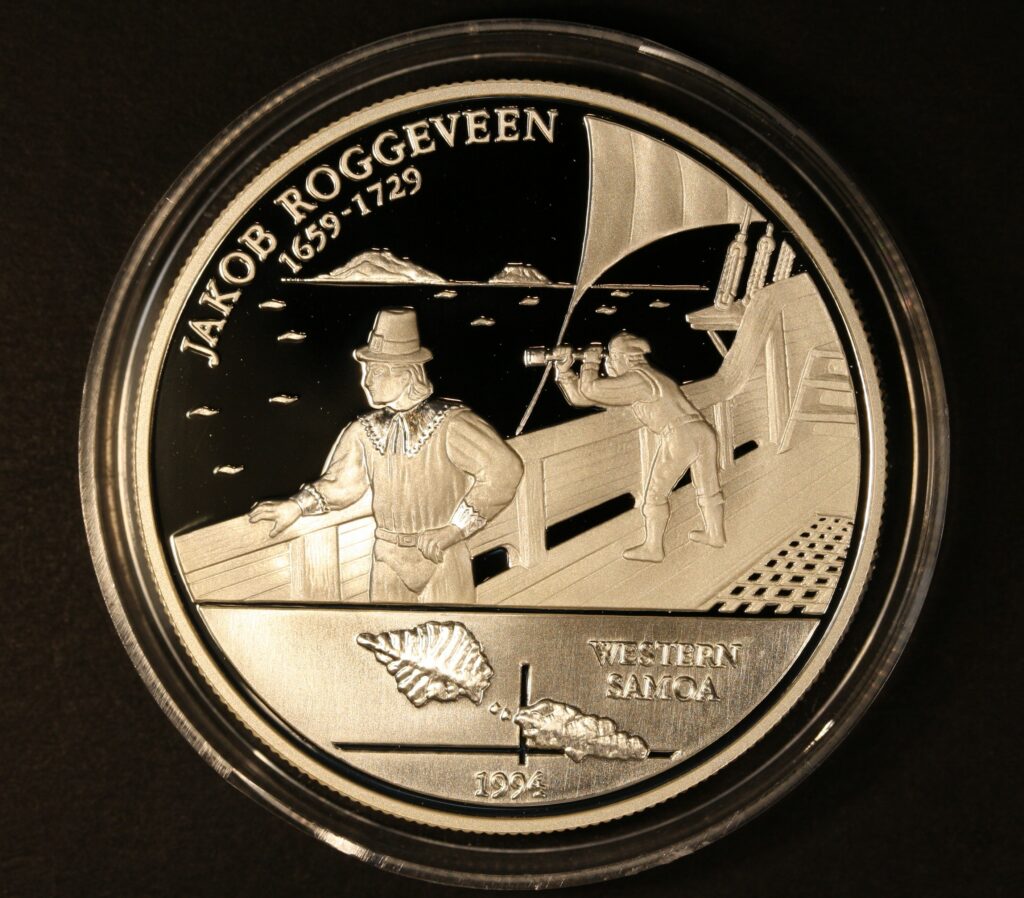 JAKOB ROGGEVEEN
1659-1729
WESTERN
SAMOA
1994